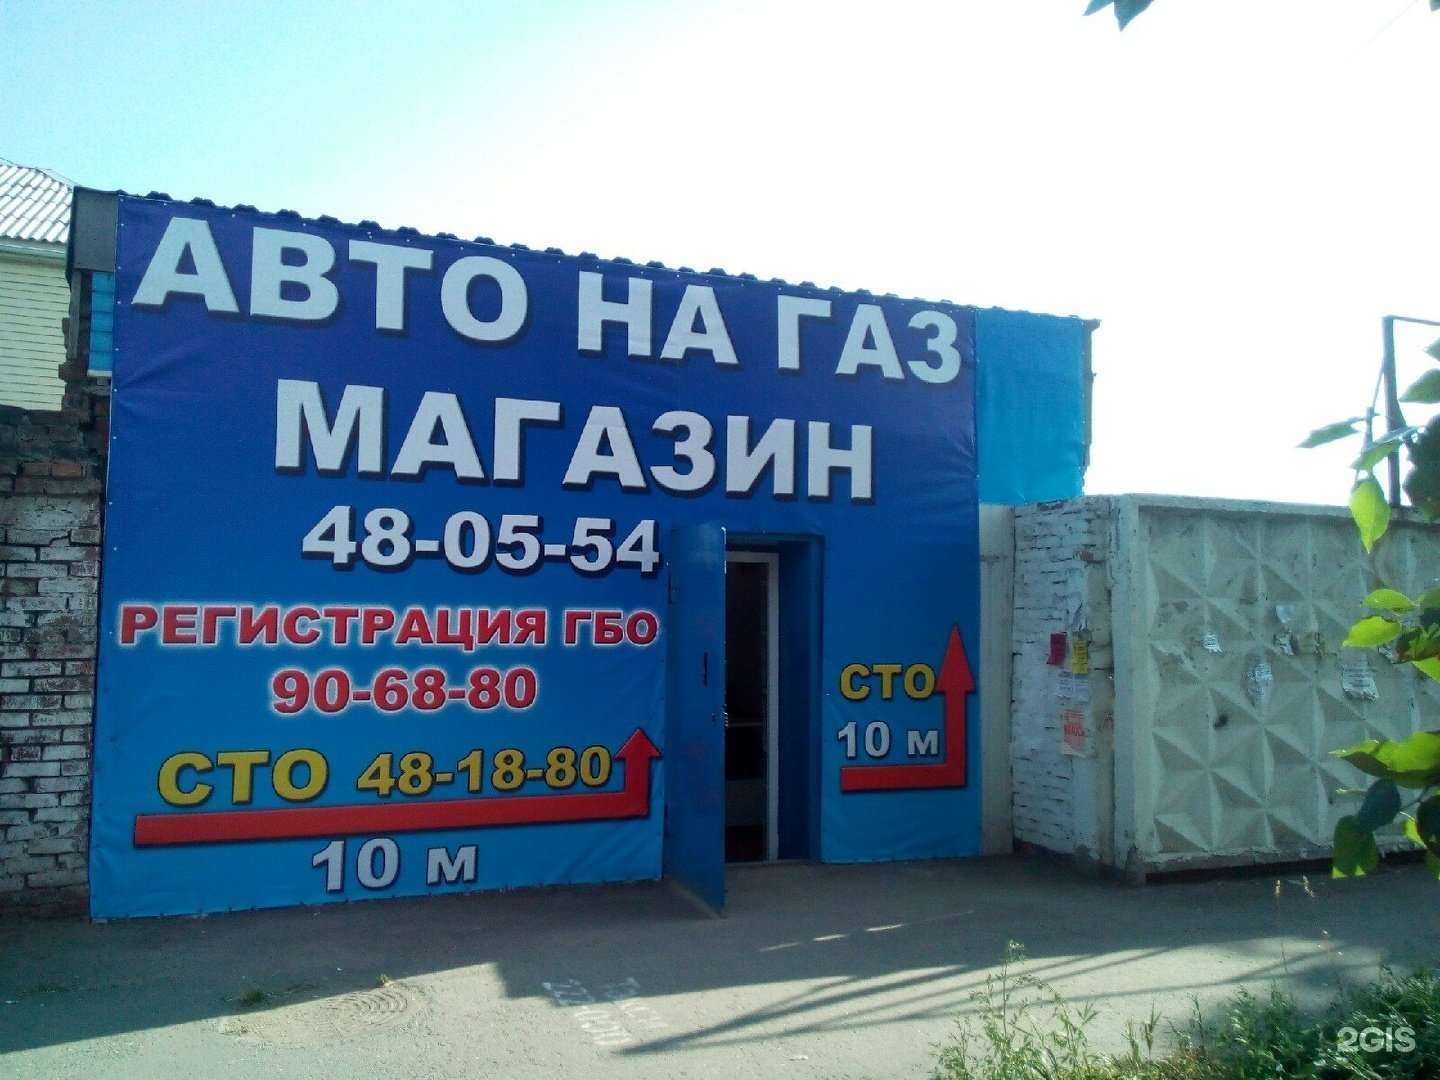 АВТО НА ГАЗ
МАГАЗИН
48-05-54
РЕГИСТРАЦИЯ ГБО
90-68-80
СТО 48-18-80
10 м
СТО
10 м
2GIS